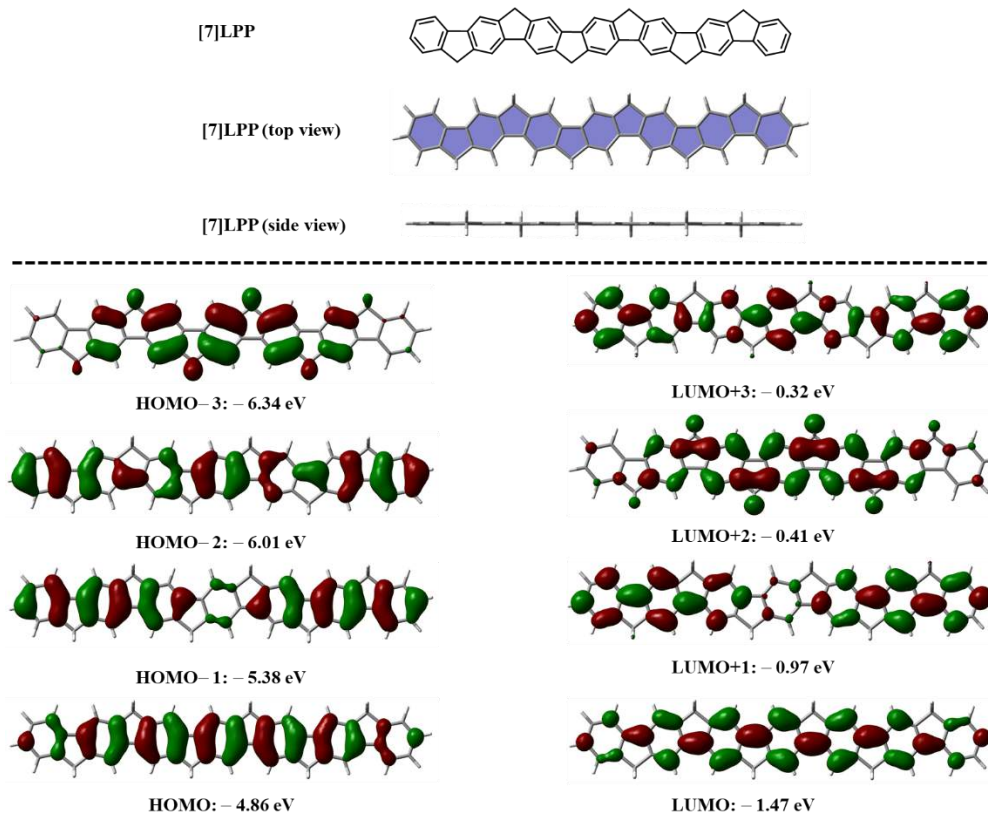 [7]LPP
[7]LPP (top view)
[7]LPP (side view)
HOMO–3: – 6.34 eV
LUMO+3: – 0.32 eV
HOMO–2: – 6.01 eV
LUMO+2: – 0.41 eV
HOMO–1: – 5.38 eV
LUMO+1: – 0.97 eV
HOMO: – 4.86 eV
LUMO: – 1.47 eV